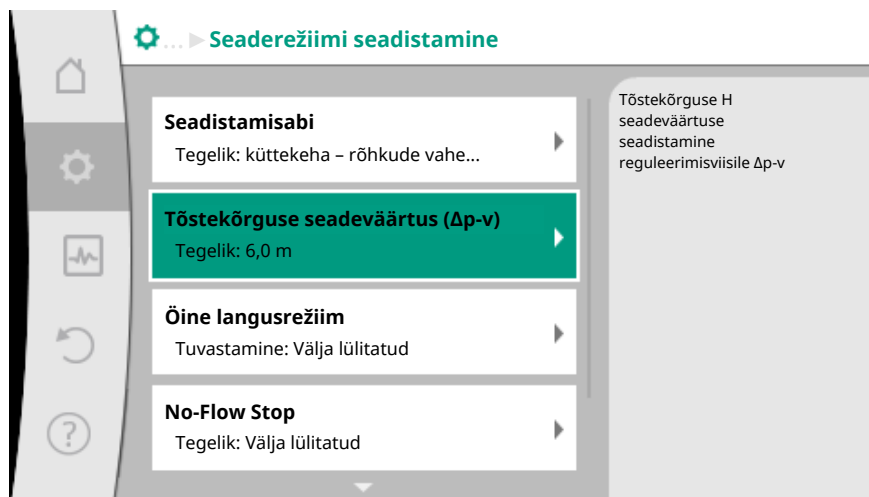 ... ▶ Seaderežiimi seadistamine
Seadistamisabi
Tegelik: küttekeha – rõhkude vahe...
Tõstekõrguse seadeväärtus (Δp-v)
Tegelik: 6,0 m
Öine langusrežiim
Tuvastamine: Välja lülitatud
No-Flow Stop
Tegelik: Välja lülitatud
Tõstekõrguse H
seadeväärtuse
seadistamine
reguleerimisviisile Δp-v
?